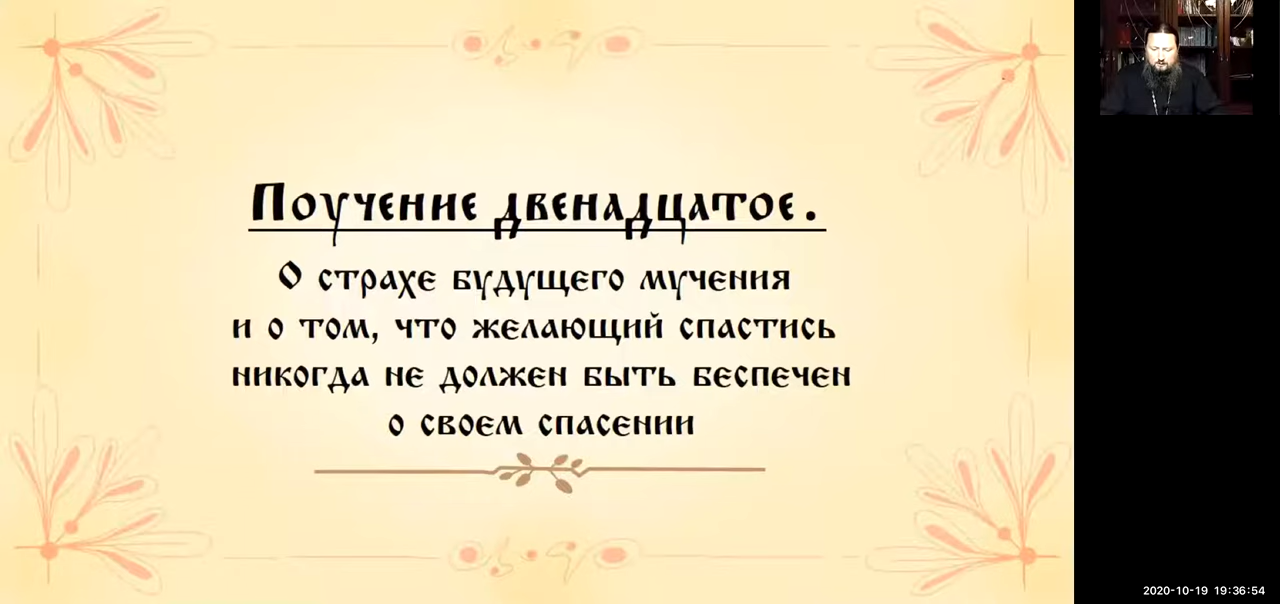 Поучение двенадцатое.
О страхе будущего мучения
и о том, что желающий спастись
никогда не должен быть беспечен
о своем спасении
2020-10-19 19:36:54